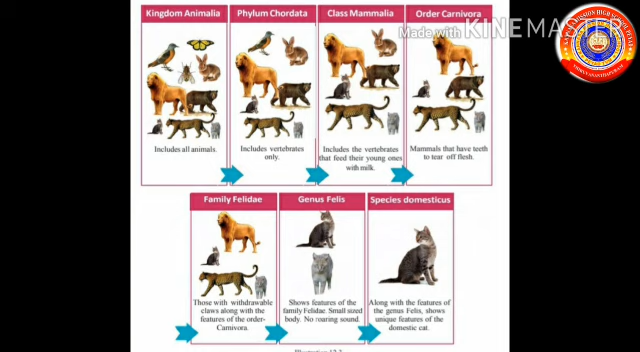 Made with KINEMASTER
Kingdom Animalia
Phylum Chordata
Class Mammalia
Order Carnivora
Includes all animals.
Includes vertebrates
only.
Includes the vertebrates
that feed their young ones
with milk.
Mammals that have teeth
to tear off flesh.
Family Felidae
Genus Felis
Species domesticus
Those with withdrawable
claws along with the
features of the order-
Carnivora.
Shows features of the
family Felidae. Small sized
body. No roaring sound.
Along with the features of
the genus Felis, shows
unique features of the
domestic cat.